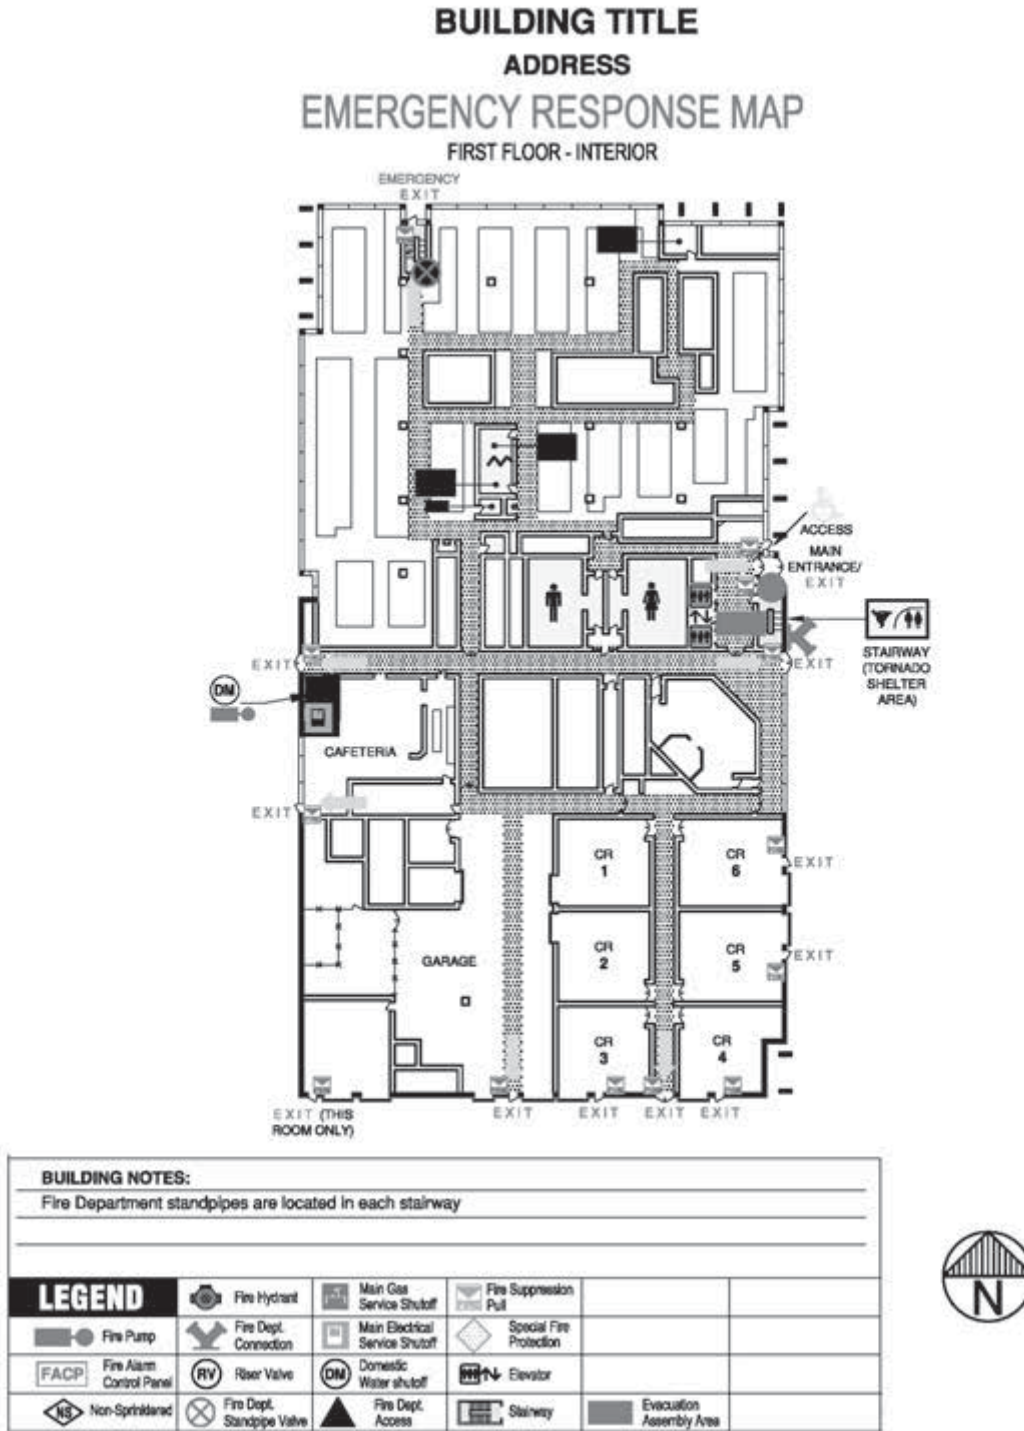 BUILDING TITLE
ADDRESS
EMERGENCY RESPONSE MAP
FIRST FLOOR - INTERIOR
EMERGENCY
EXIT
ACCESS
MAIN
ENTRANCE/
EXIT
STAIRWAY
(TORNADO
SHELTER
AREA)
EXIT
EXIT
DM
CAFETERIA
EXIT
CR
1
CR
6
EXIT
CR
2
CR
5
EXIT
GARAGE
CR
3
CR
4
EXIT (THIS
ROOM ONLY)
EXIT
EXIT
EXIT
EXIT
BUILDING NOTES:
Fire Department standpipes are located in each stairway
LEGEND
Fire Hydrant
Main Gas
Service Shutoff
Fire Suppression
Pull
Fire Pump
Fire Dept.
Connection
Main Electrical
Service Shutoff
Special Fire
Protection
FACP
Fire Alarm
Control Panel
RV
Riser Valve
DM
Domestic
Water shutoff
Elevator
NS
Non-Sprinklered
Fire Dept.
Standpipe Valve
Fire Dept.
Access
Stairway
Evacuation
Assembly Area
N